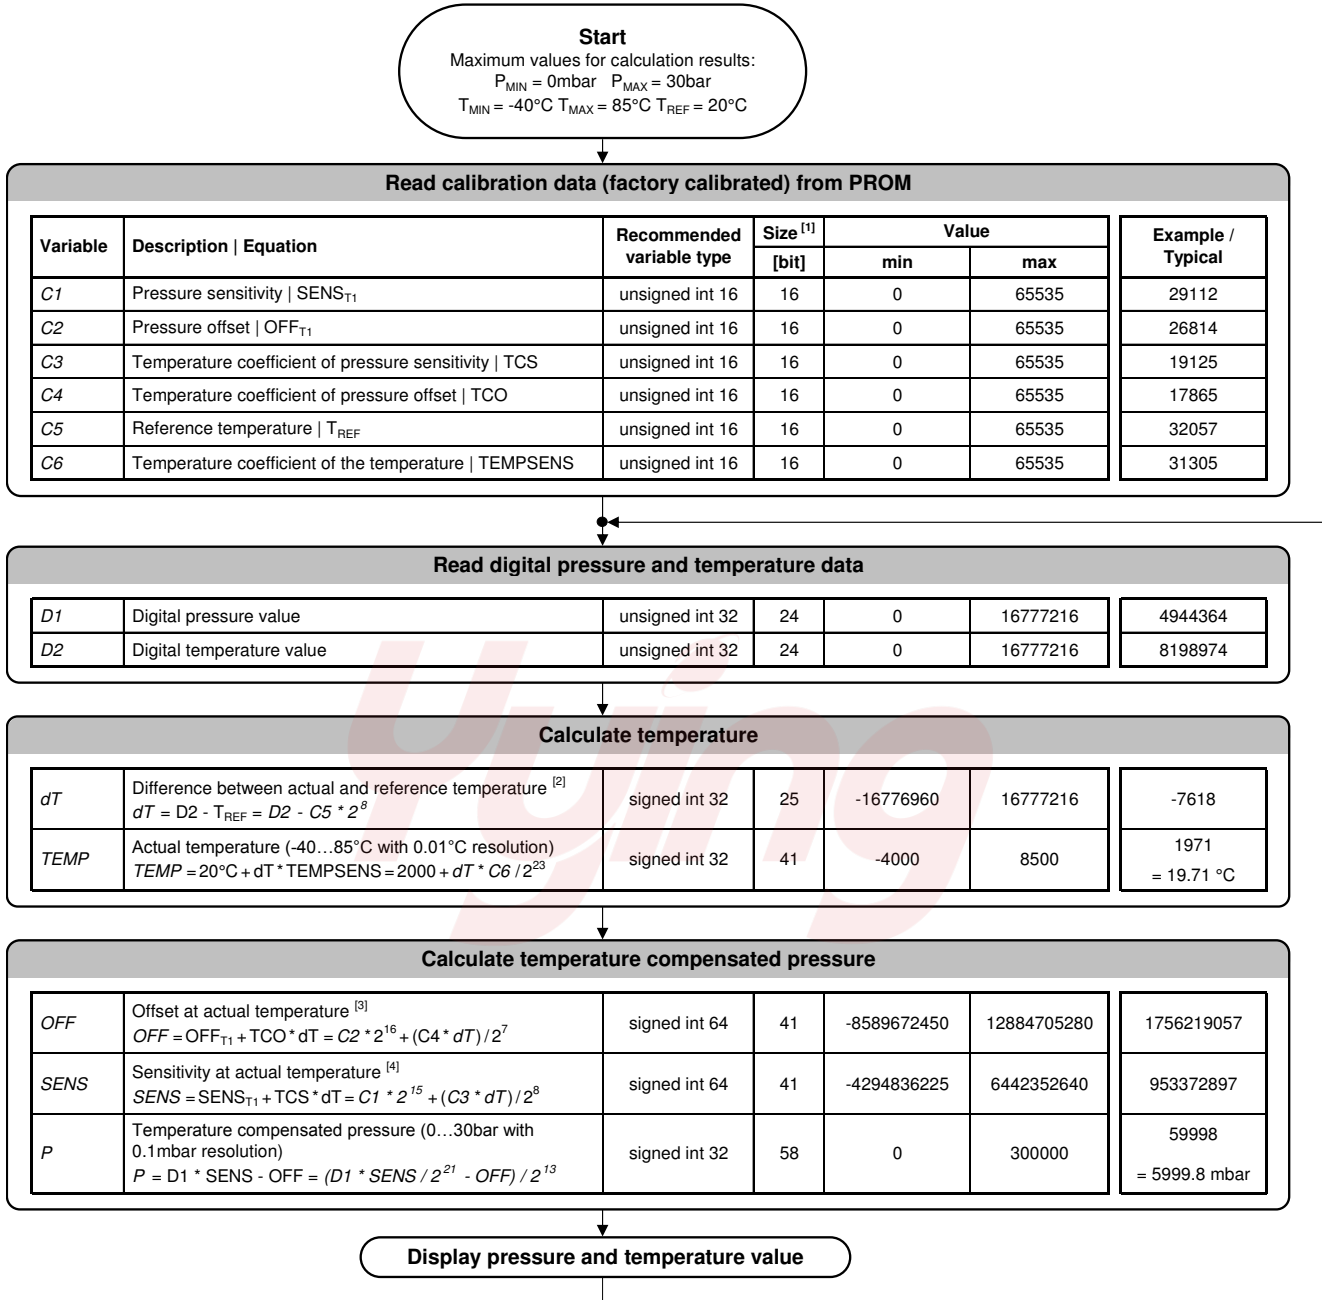 Start
Maximum values for calculation results:
PMIN = 0mbar PMAX = 30bar
TMIN = -40°C TMAX = 85°C TREF = 20°C
Read calibration data (factory calibrated) from PROM
Variable Description | Equation Recommended variable type Size [1] [bit] Value min max Example / Typical
C1 Pressure sensitivity | SENST1 unsigned int 16 16 0 65535 29112
C2 Pressure offset | OFFT1 unsigned int 16 16 0 65535 26814
C3 Temperature coefficient of pressure sensitivity | TCS unsigned int 16 16 0 65535 19125
C4 Temperature coefficient of pressure offset | TCO unsigned int 16 16 0 65535 17865
C5 Reference temperature | TREF unsigned int 16 16 0 65535 32057
C6 Temperature coefficient of the temperature | TEMPSENS unsigned int 16 16 0 65535 31305
Read digital pressure and temperature data
D1 Digital pressure value unsigned int 32 24 0 16777216 4944364
D2 Digital temperature value unsigned int 32 24 0 16777216 8198974
Yying
Calculate temperature
Difference between actual and reference temperature [2]
dT dT = D2 - TREF = D2 - C5 * 2^8 signed int 32 25 -16776960 16777216 -7618
Actual temperature (-40…85°C with 0.01°C resolution)
TEMP TEMP = 20°C + dT * TEMPSENS = 2000 + dT * C6 / 2^23 signed int 32 41 -4000 8500 1971
= 19.71 °C
Calculate temperature compensated pressure
Offset at actual temperature [3]
OFF OFF = OFFT1 + TCO * dT = C2 * 2^16 + (C4 * dT) / 2^7 signed int 64 41 -8589672450 12884705280 1756219057
Sensitivity at actual temperature [4]
SENS SENS = SENST1 + TCS * dT = C1 * 2^15 + (C3 * dT) / 2^8 signed int 64 41 -4294836225 6442352640 953372897
Temperature compensated pressure (0…30bar with
0.1mbar resolution)
P P = D1 * SENS - OFF = (D1 * SENS / 2^21 - OFF) / 2^13 signed int 32 58 0 300000 59998
= 5999.8 mbar
Display pressure and temperature value